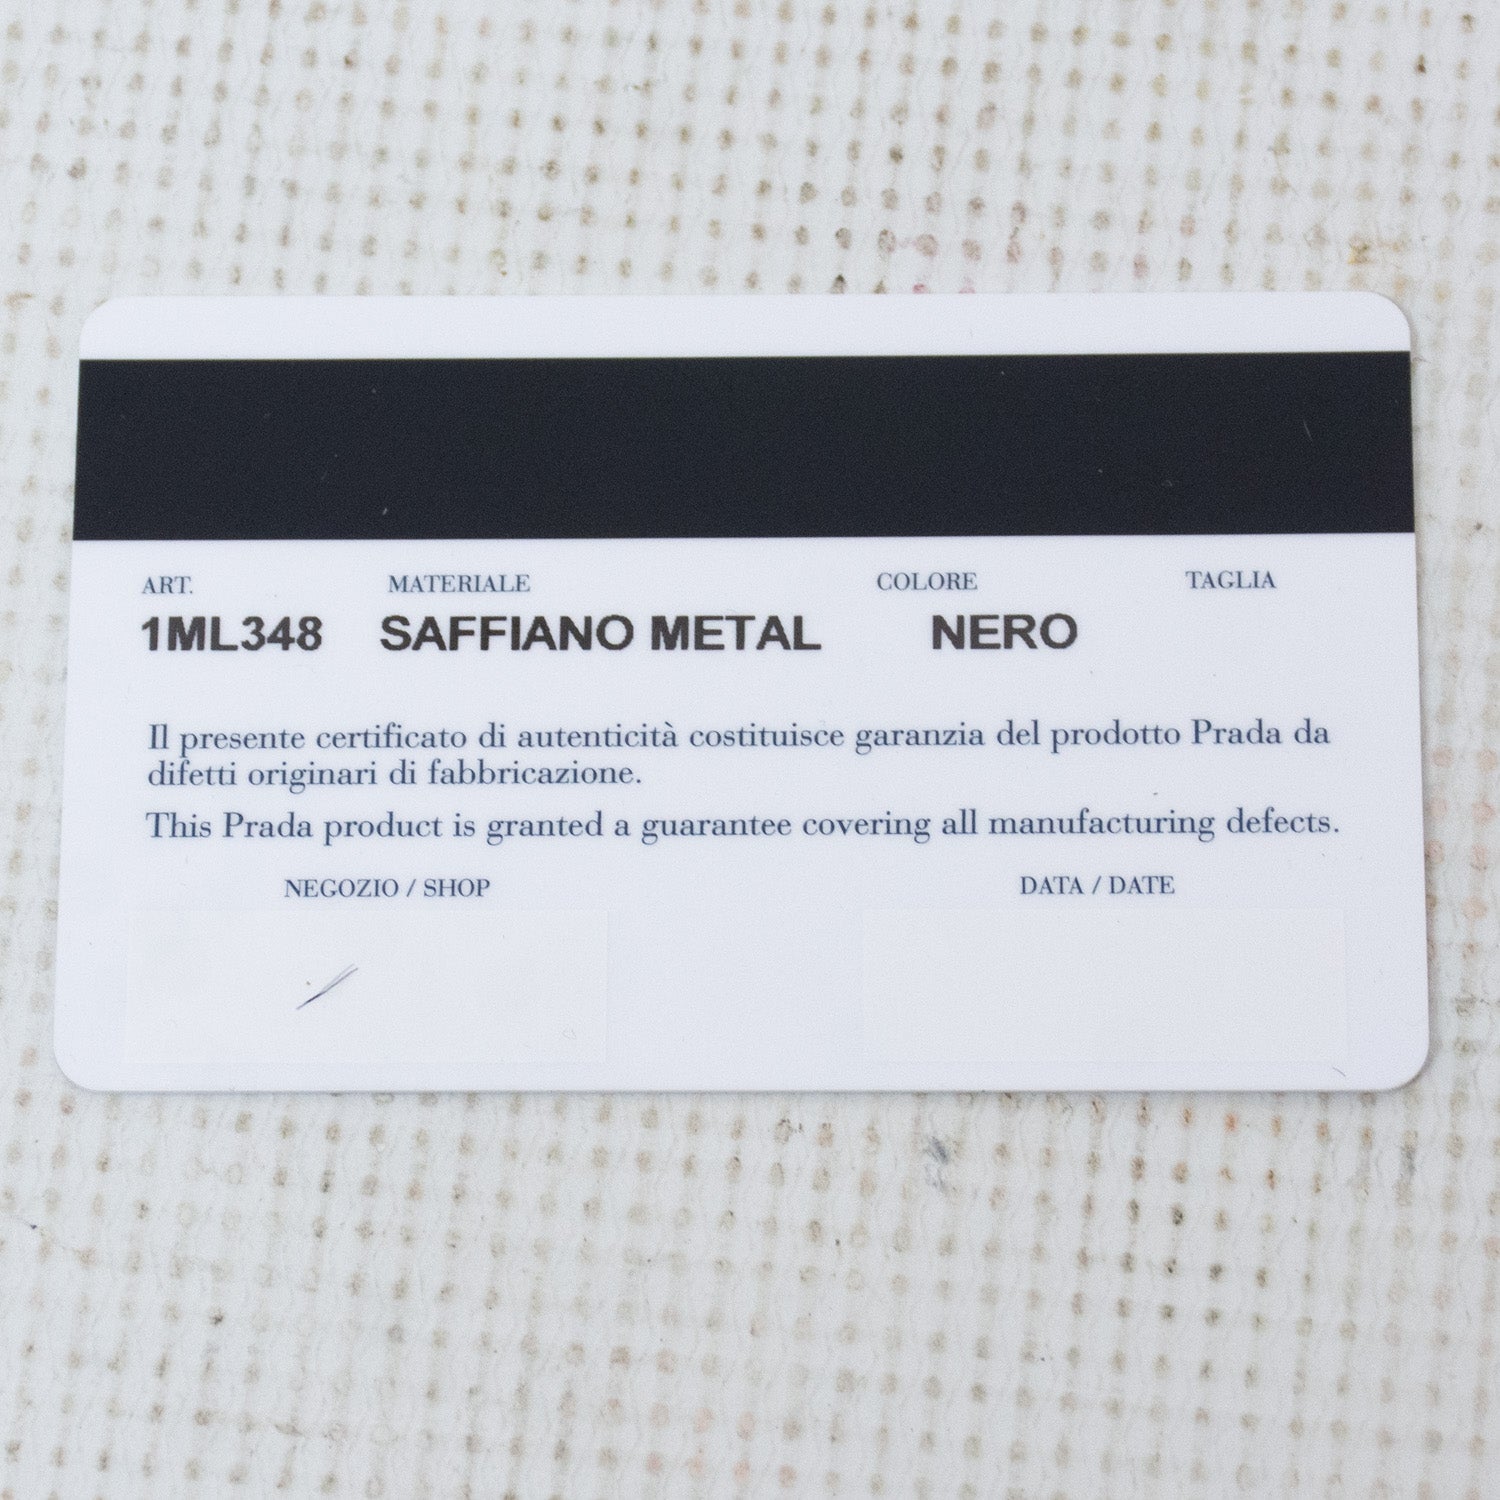 ART. MATERIALE COLORE TAGLIA
1ML348 SAFFIANO METAL NERO
Il presente certificato di autenticità costituisce garanzia del prodotto Prada da
difetti originari di fabbricazione.
This Prada product is granted a guarantee covering all manufacturing defects.
NEGOZIO / SHOP DATA / DATE